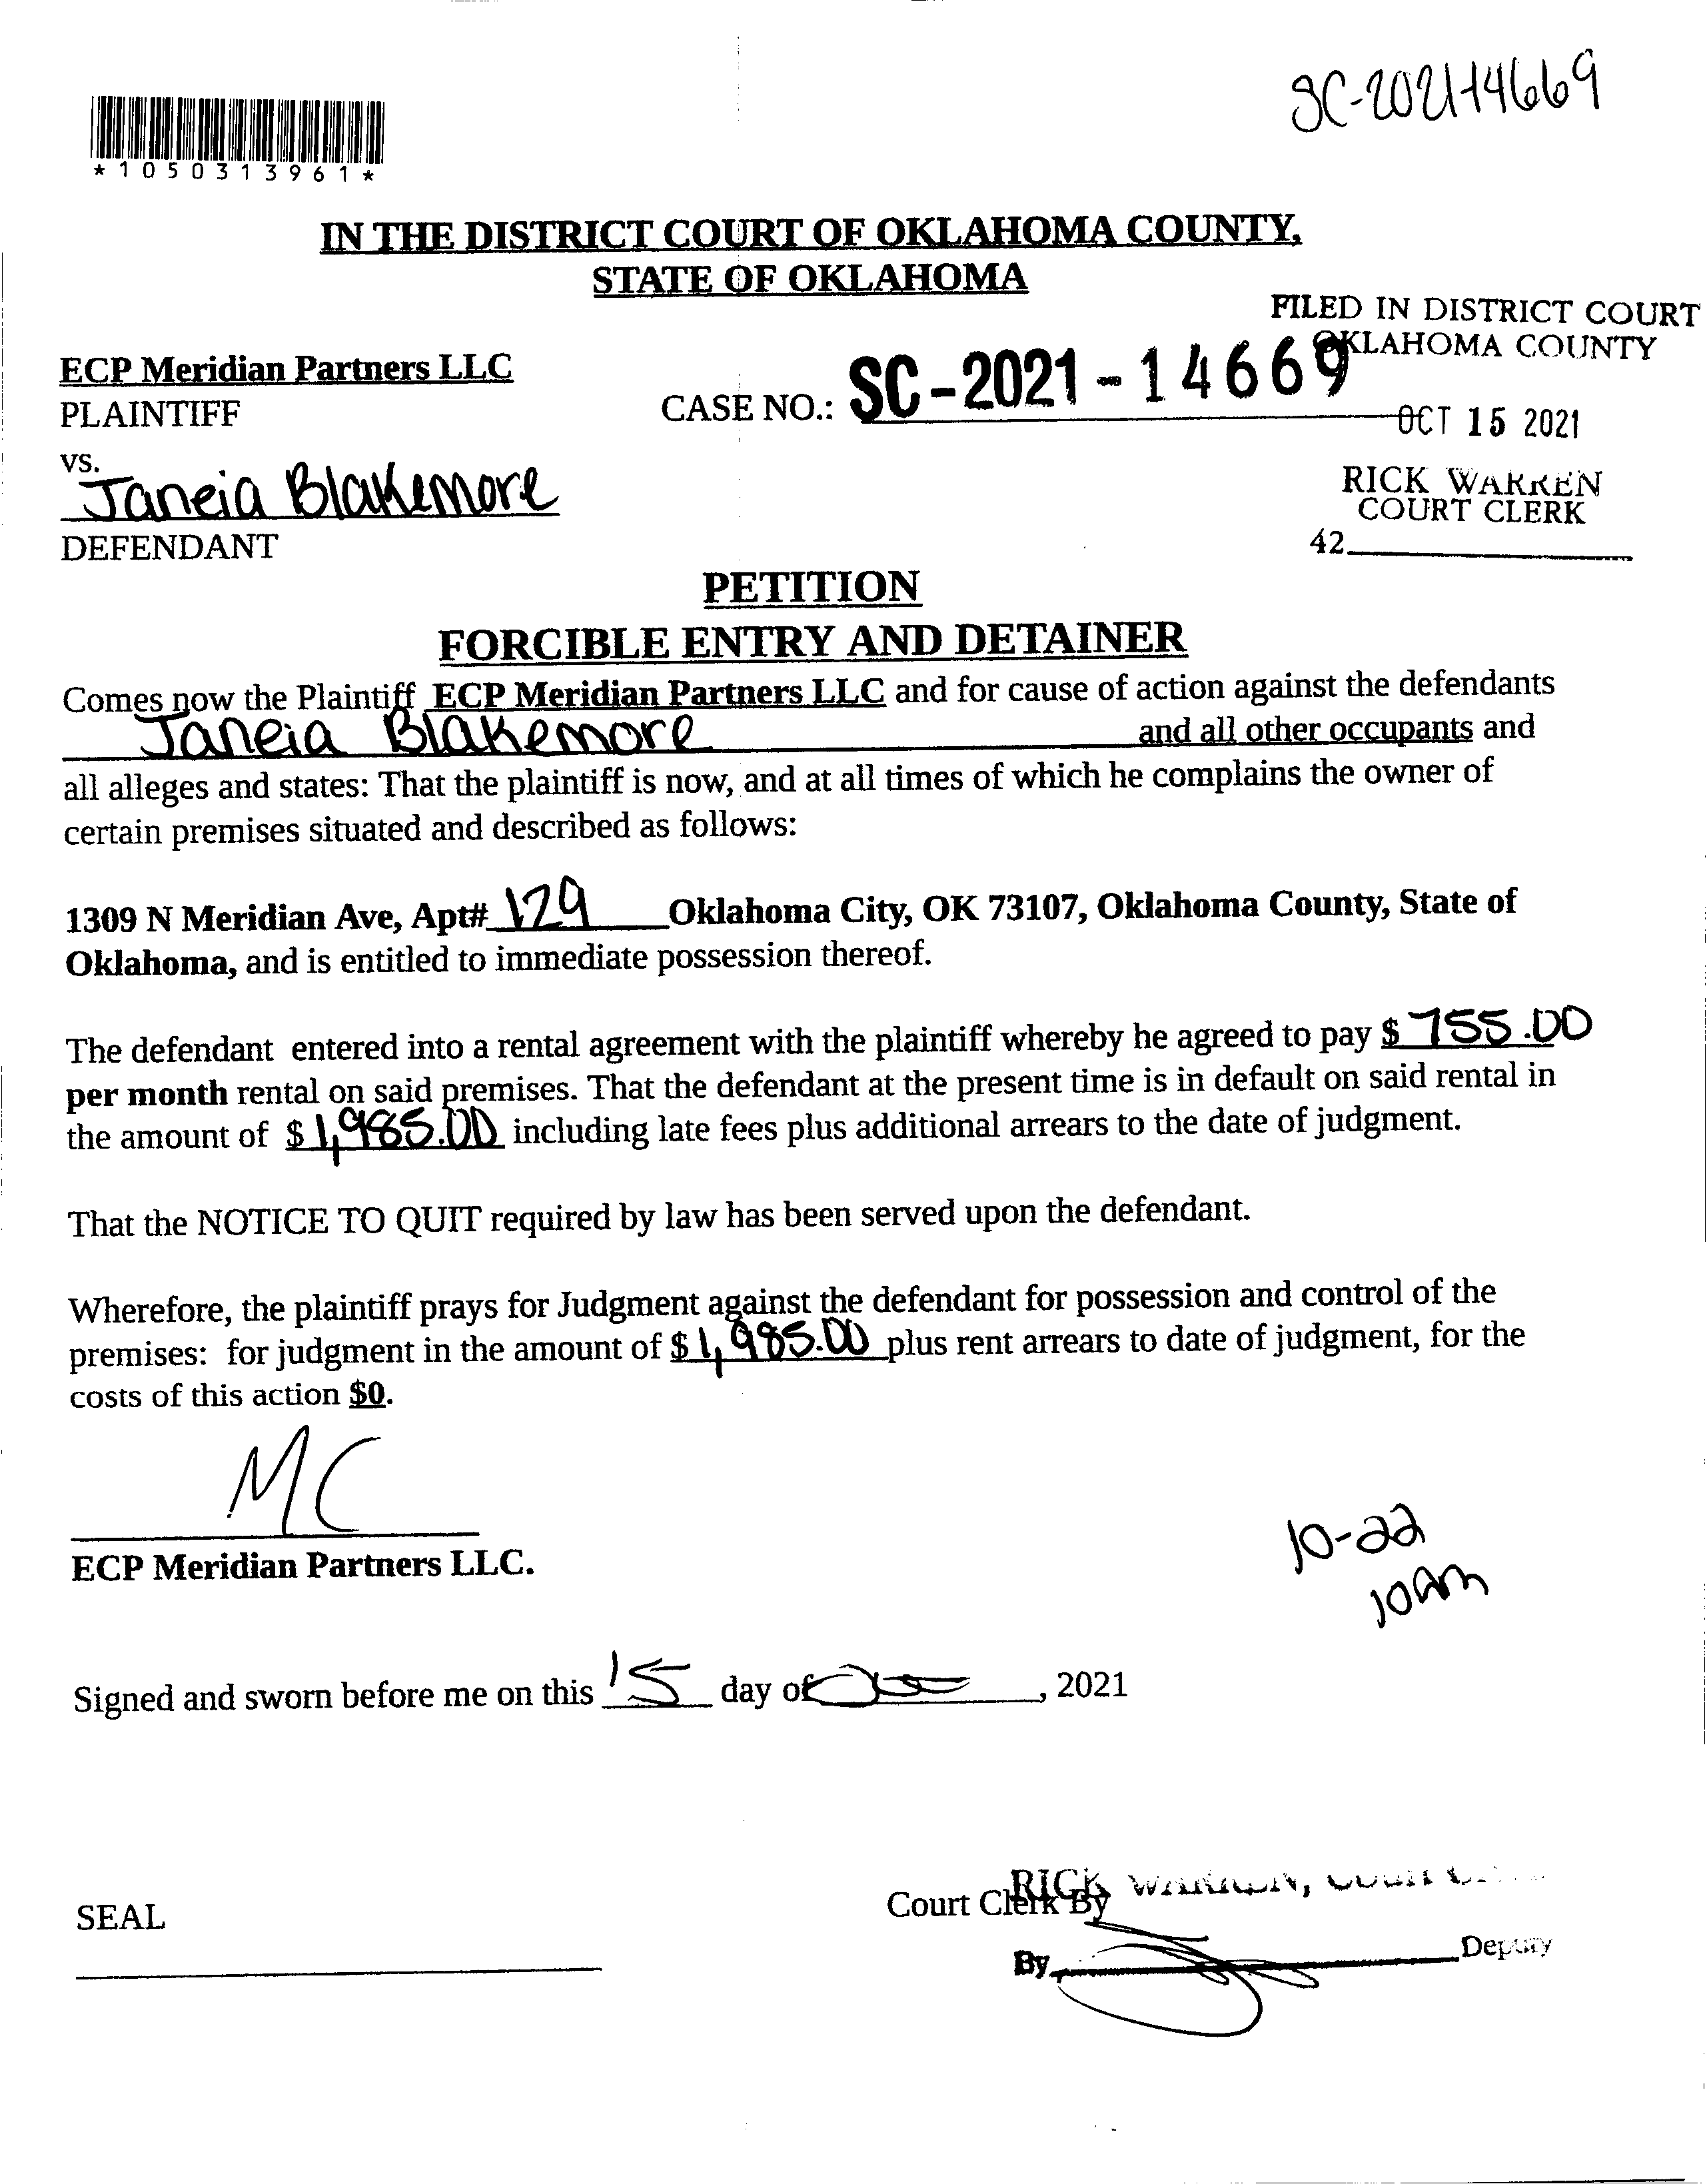 SC-202114669
*1050313961*
IN THE DISTRICT COURT OF OKLAHOMA COUNTY,
STATE OF OKLAHOMA
FILED IN DISTRICT COURT
OKLAHOMA COUNTY
ECP Meridian Partners LLC
PLAINTIFF
CASE NO.: SC-2021-14669
OCT 15 2021
vs.
Janeia Blakemore
RICK WARREN
COURT CLERK
DEFENDANT
42
PETITION
FORCIBLE ENTRY AND DETAINER
Comes now the Plaintiff ECP Meridian Partners LLC and for cause of action against the defendants
Janeia Blakemore and all other occupants and
all alleges and states: That the plaintiff is now, and at all times of which he complains the owner of
certain premises situated and described as follows:
1309 N Meridian Ave, Apt# 129 Oklahoma City, OK 73107, Oklahoma County, State of
Oklahoma, and is entitled to immediate possession thereof.
The defendant entered into a rental agreement with the plaintiff whereby he agreed to pay $ 755.00
per month rental on said premises. That the defendant at the present time is in default on said rental in
the amount of $ 1,985.00 including late fees plus additional arrears to the date of judgment.
That the NOTICE TO QUIT required by law has been served upon the defendant.
Wherefore, the plaintiff prays for Judgment against the defendant for possession and control of the
premises: for judgment in the amount of $ 1,985.00 plus rent arrears to date of judgment, for the
costs of this action $0.
MC
ECP Meridian Partners LLC.
10-22
10am
Signed and sworn before me on this 15 day of , 2021
RICK WARREN,
Court Clerk By
SEAL
By Deputy